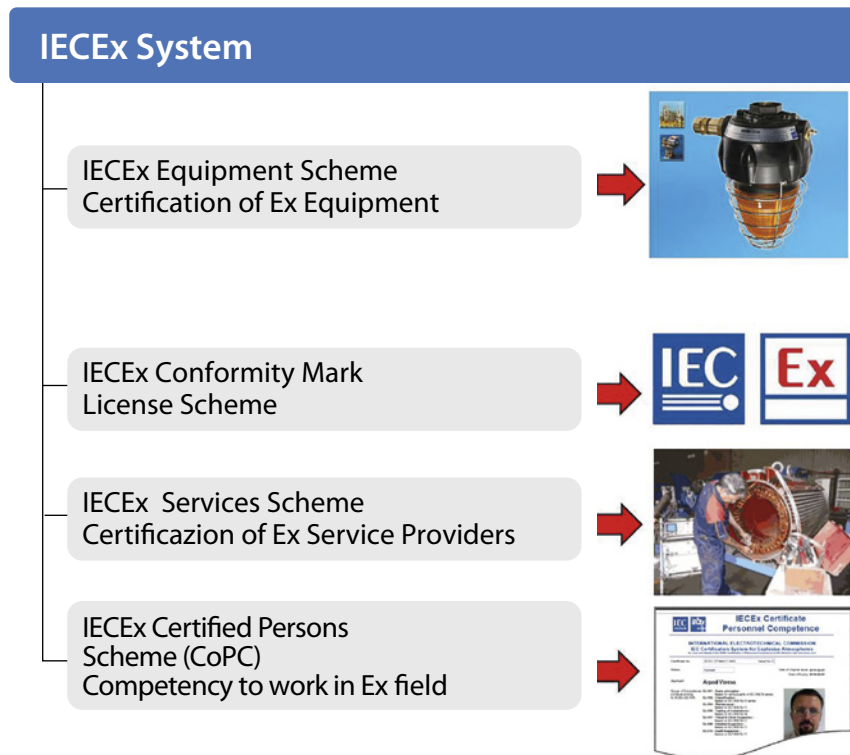 IECEx System
IECEx Equipment Scheme
Certification of Ex Equipment
IECEx Conformity Mark
License Scheme
IEC
Ex
IECEx Services Scheme
Certificazion of Ex Service Providers
IECEx Certified Persons
Scheme (CoPC)
Competency to work in Ex field
IEC
IECEx Certificate
Personnel Competence
INTERNATIONAL ELECTROTECHNICAL COMMISSION
IEC Certification System for Explosive Atmospheres